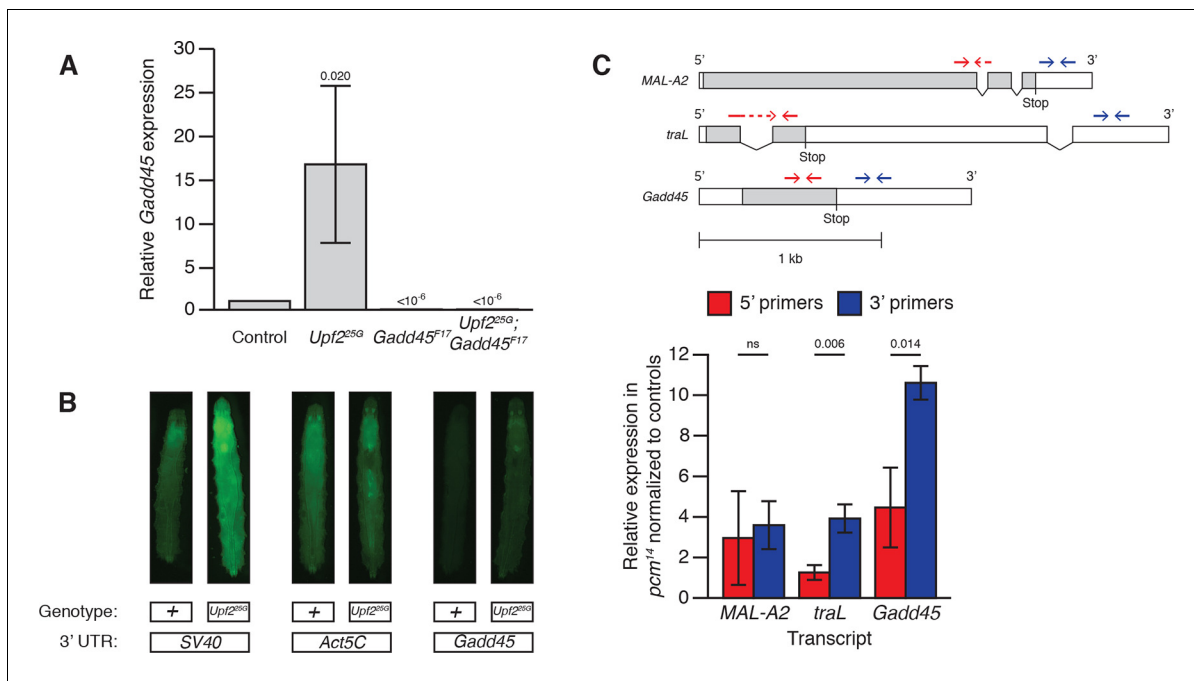 A
30
25
20
15
10
5
0
Relative Gadd45 expression
0.020
<10⁻⁶
<10⁻⁶
Control
Upf2²⁵ᴳ
Gadd45ᶠ¹⁷
Upf2²⁵ᴳ;
Gadd45ᶠ¹⁷
B
Genotype:
+
Upf2²⁵ᴳ
+
Upf2²⁵ᴳ
+
Upf2²⁵ᴳ
3' UTR:
SV40
Act5C
Gadd45
C
5'
3'
MAL-A2
Stop
5'
3'
traL
Stop
5'
3'
Gadd45
Stop
1 kb
5' primers
3' primers
Relative expression in
pcm¹⁴ normalized to controls
12
10
8
6
4
2
0
ns
0.006
0.014
MAL-A2
traL
Gadd45
Transcript